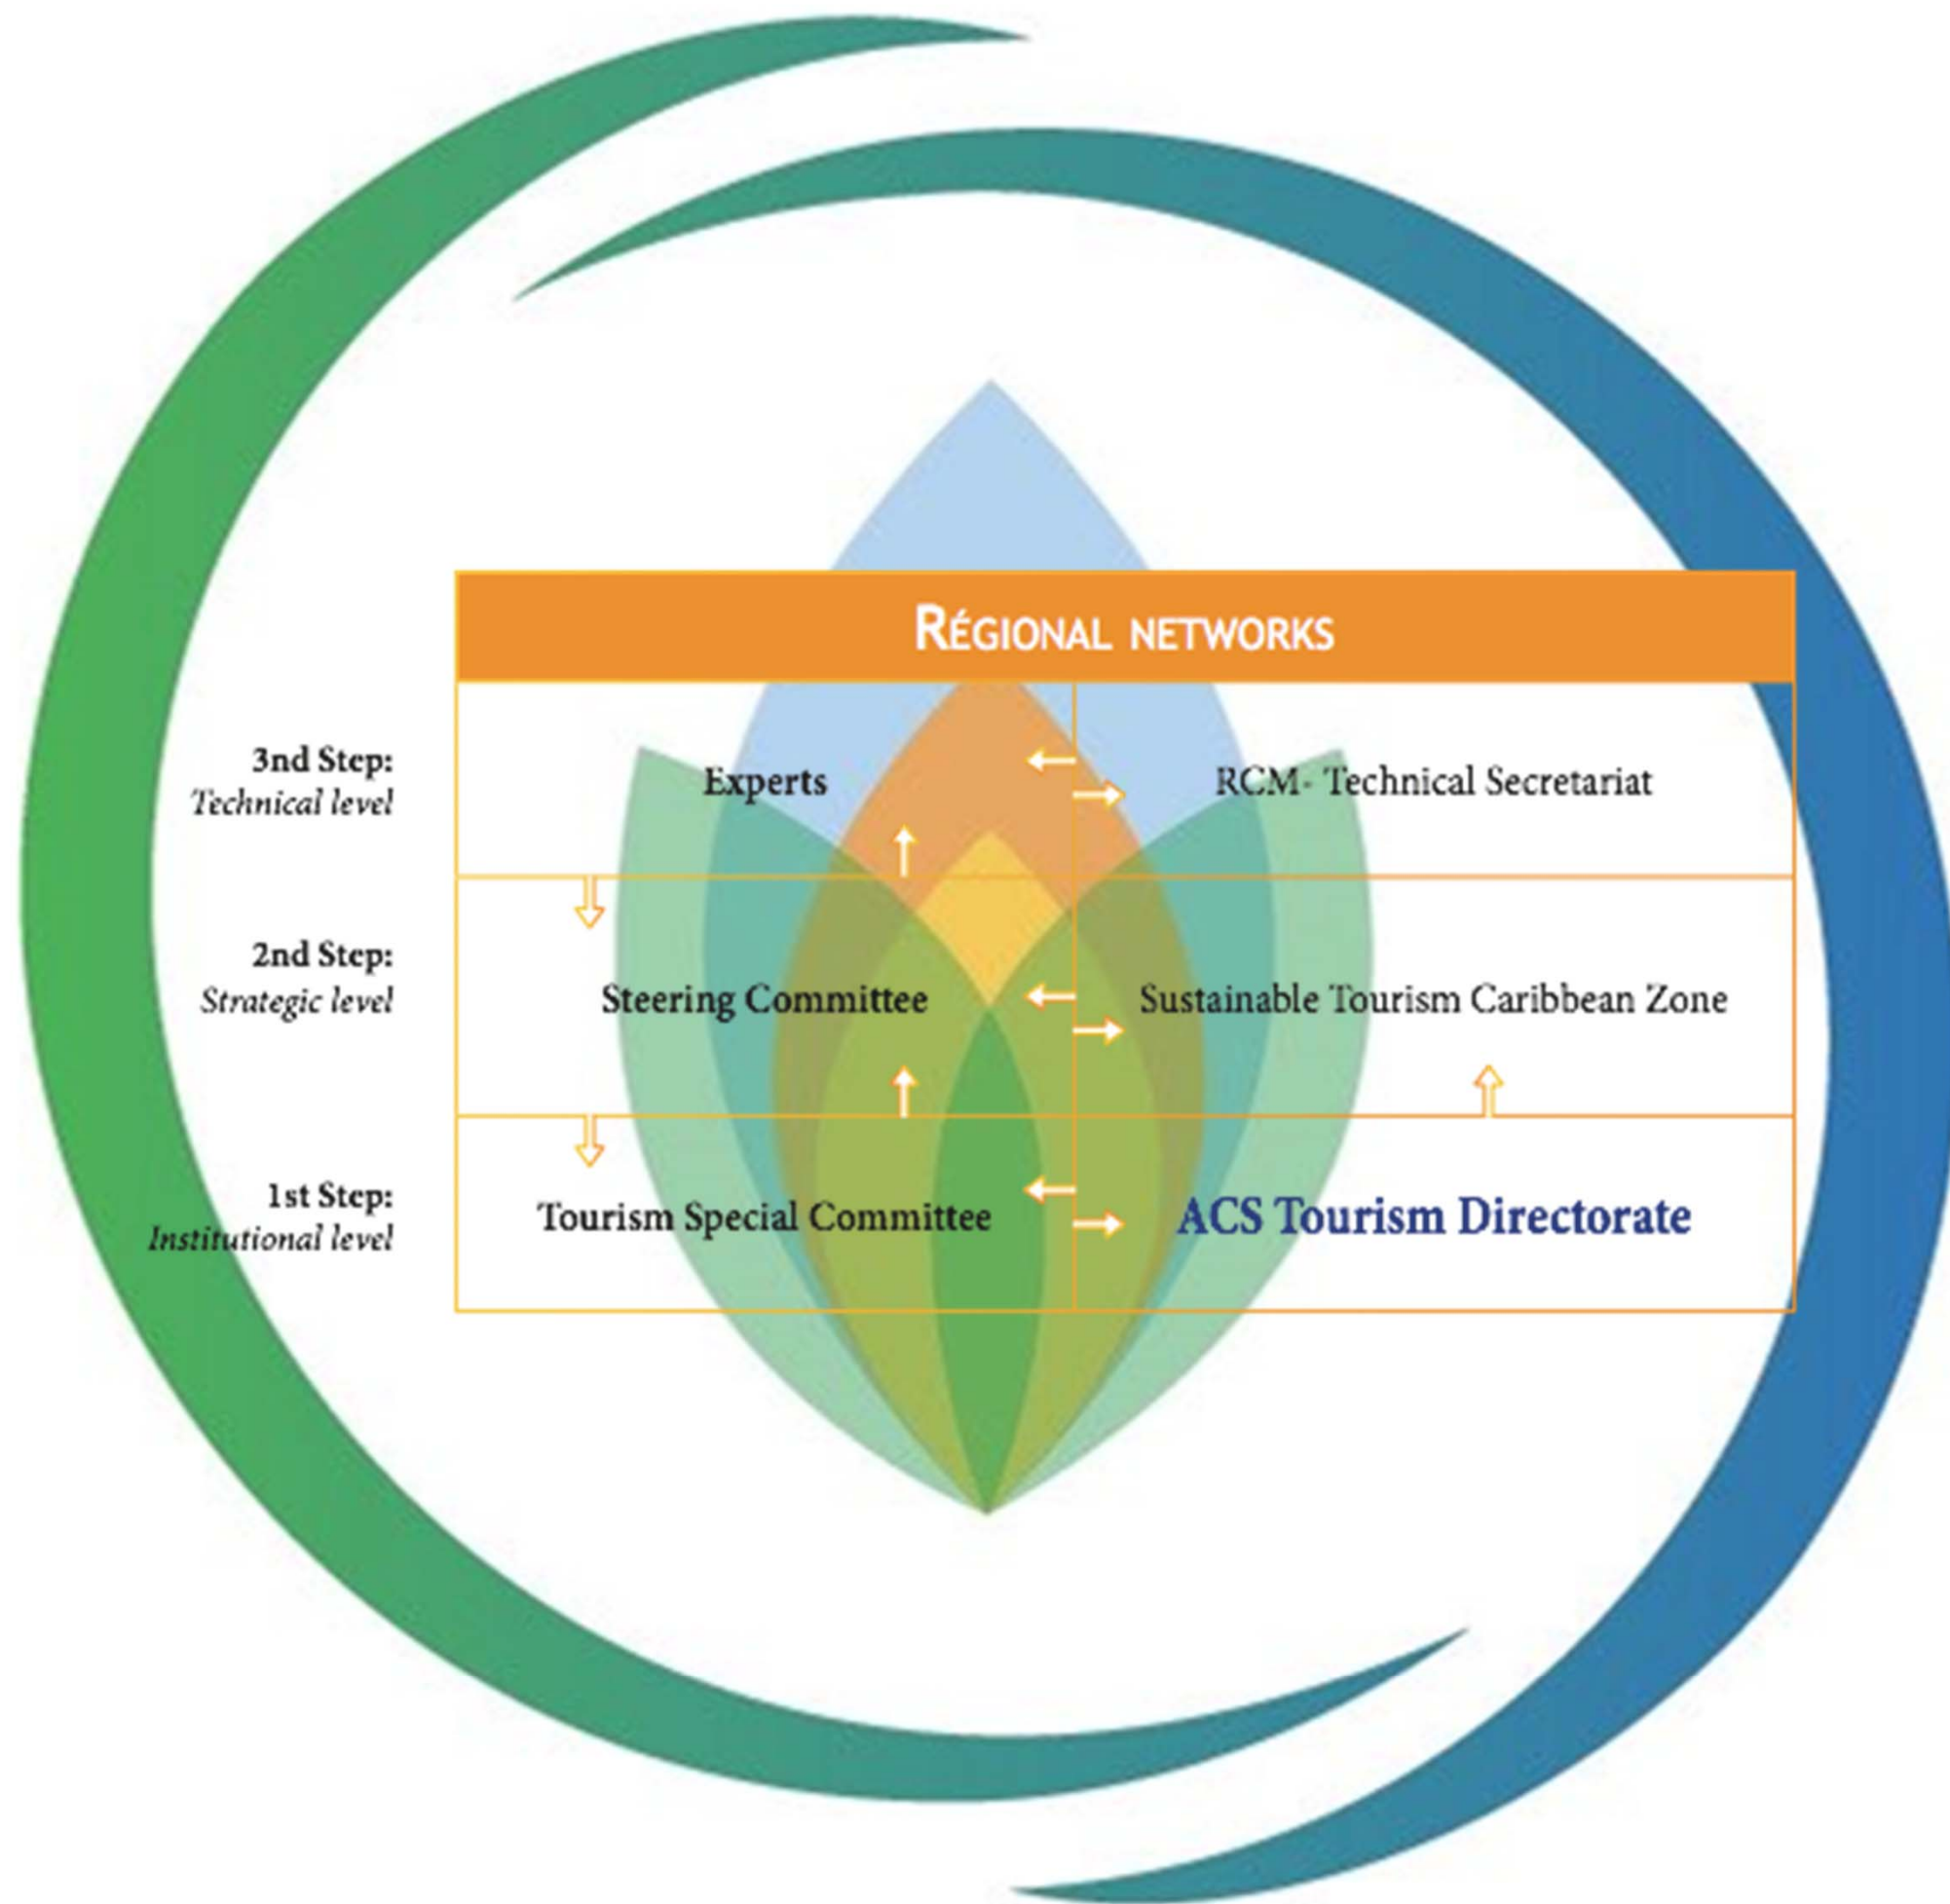 RÉGIONAL NETWORKS
3nd Step:
Technical level
Experts
RCM- Technical Secretariat
2nd Step:
Strategic level
Steering Committee
Sustainable Tourism Caribbean Zone
1st Step:
Institutional level
Tourism Special Committee
ACS Tourism Directorate